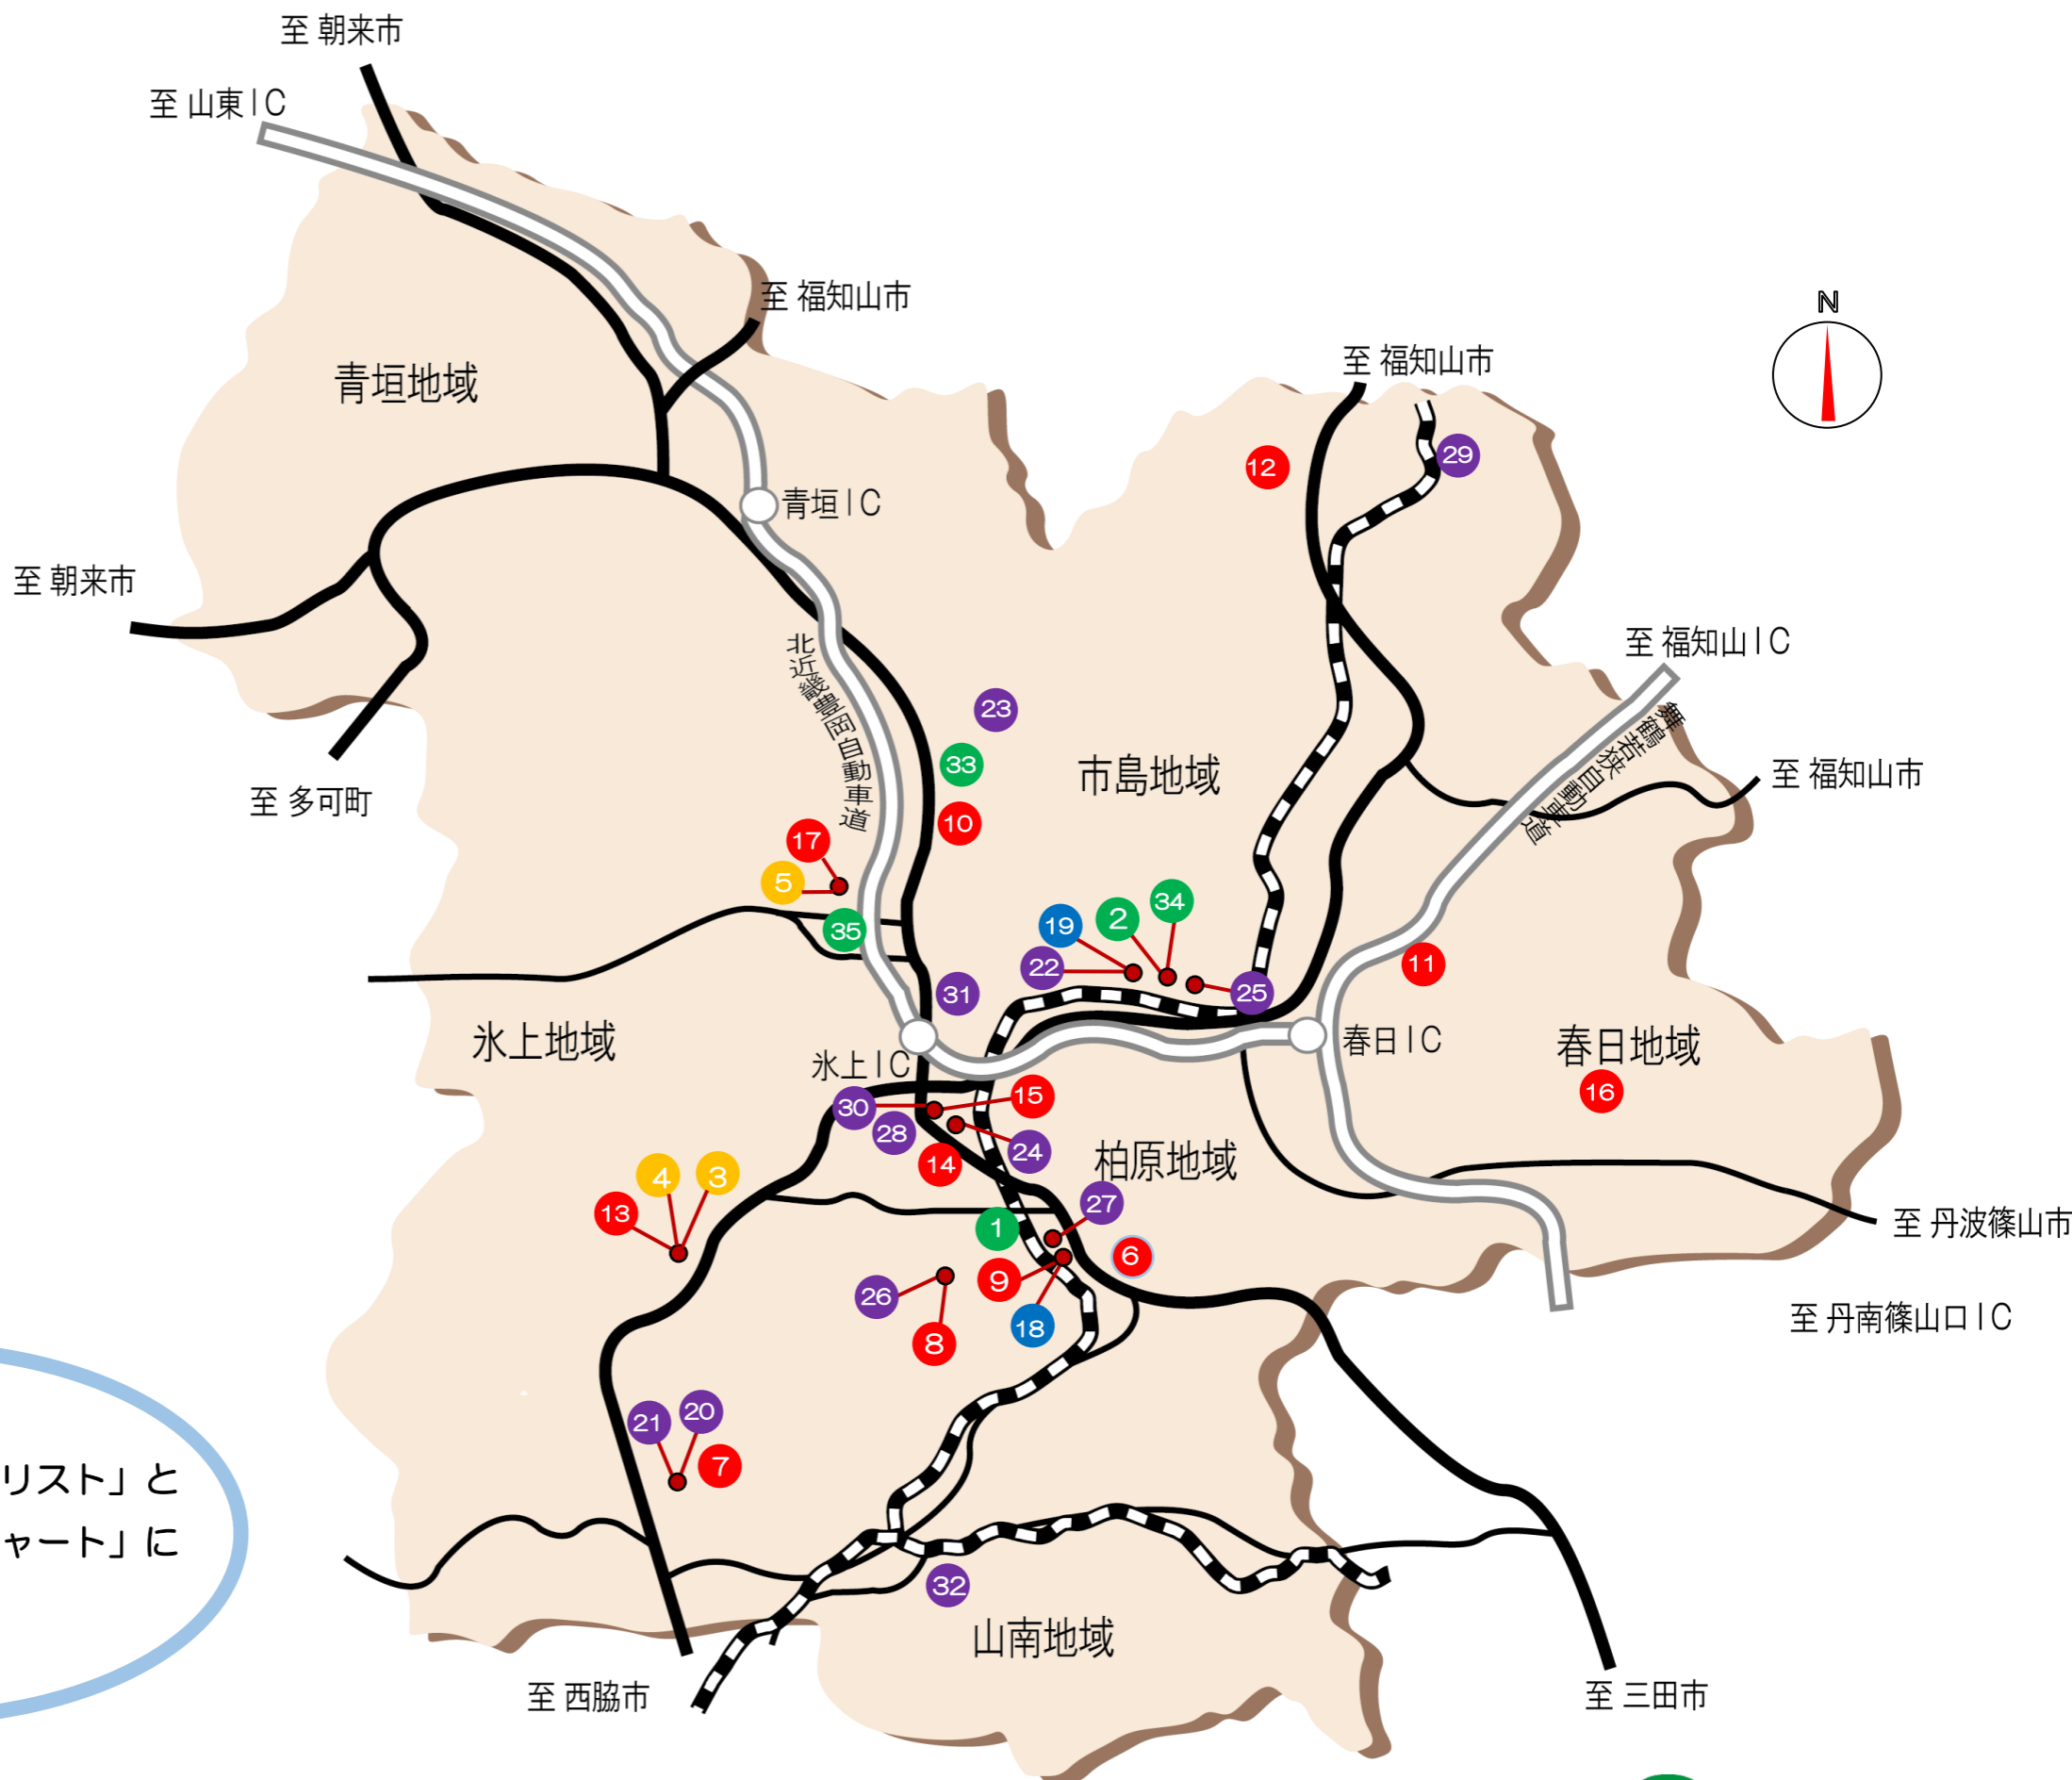 至 朝来市
至 山東IC
至 福知山市
N
至 福知山市
青垣地域
12
29
青垣IC
至 朝来市
至 福知山IC
北近畿豊岡自動車道
舞鶴若狭自動車道
23
33
市島地域
至 福知山市
至 多可町
10
17
5
35
19
2
34
22
25
11
31
氷上地域
氷上IC
春日IC
春日地域
16
30
15
28
24
14
柏原地域
4
3
13
27
1
6
9
至 丹波篠山市
26
18
8
至 丹南篠山口IC
21
20
7
リスト」と
ャート」に
32
山南地域
至 西脇市
至 三田市